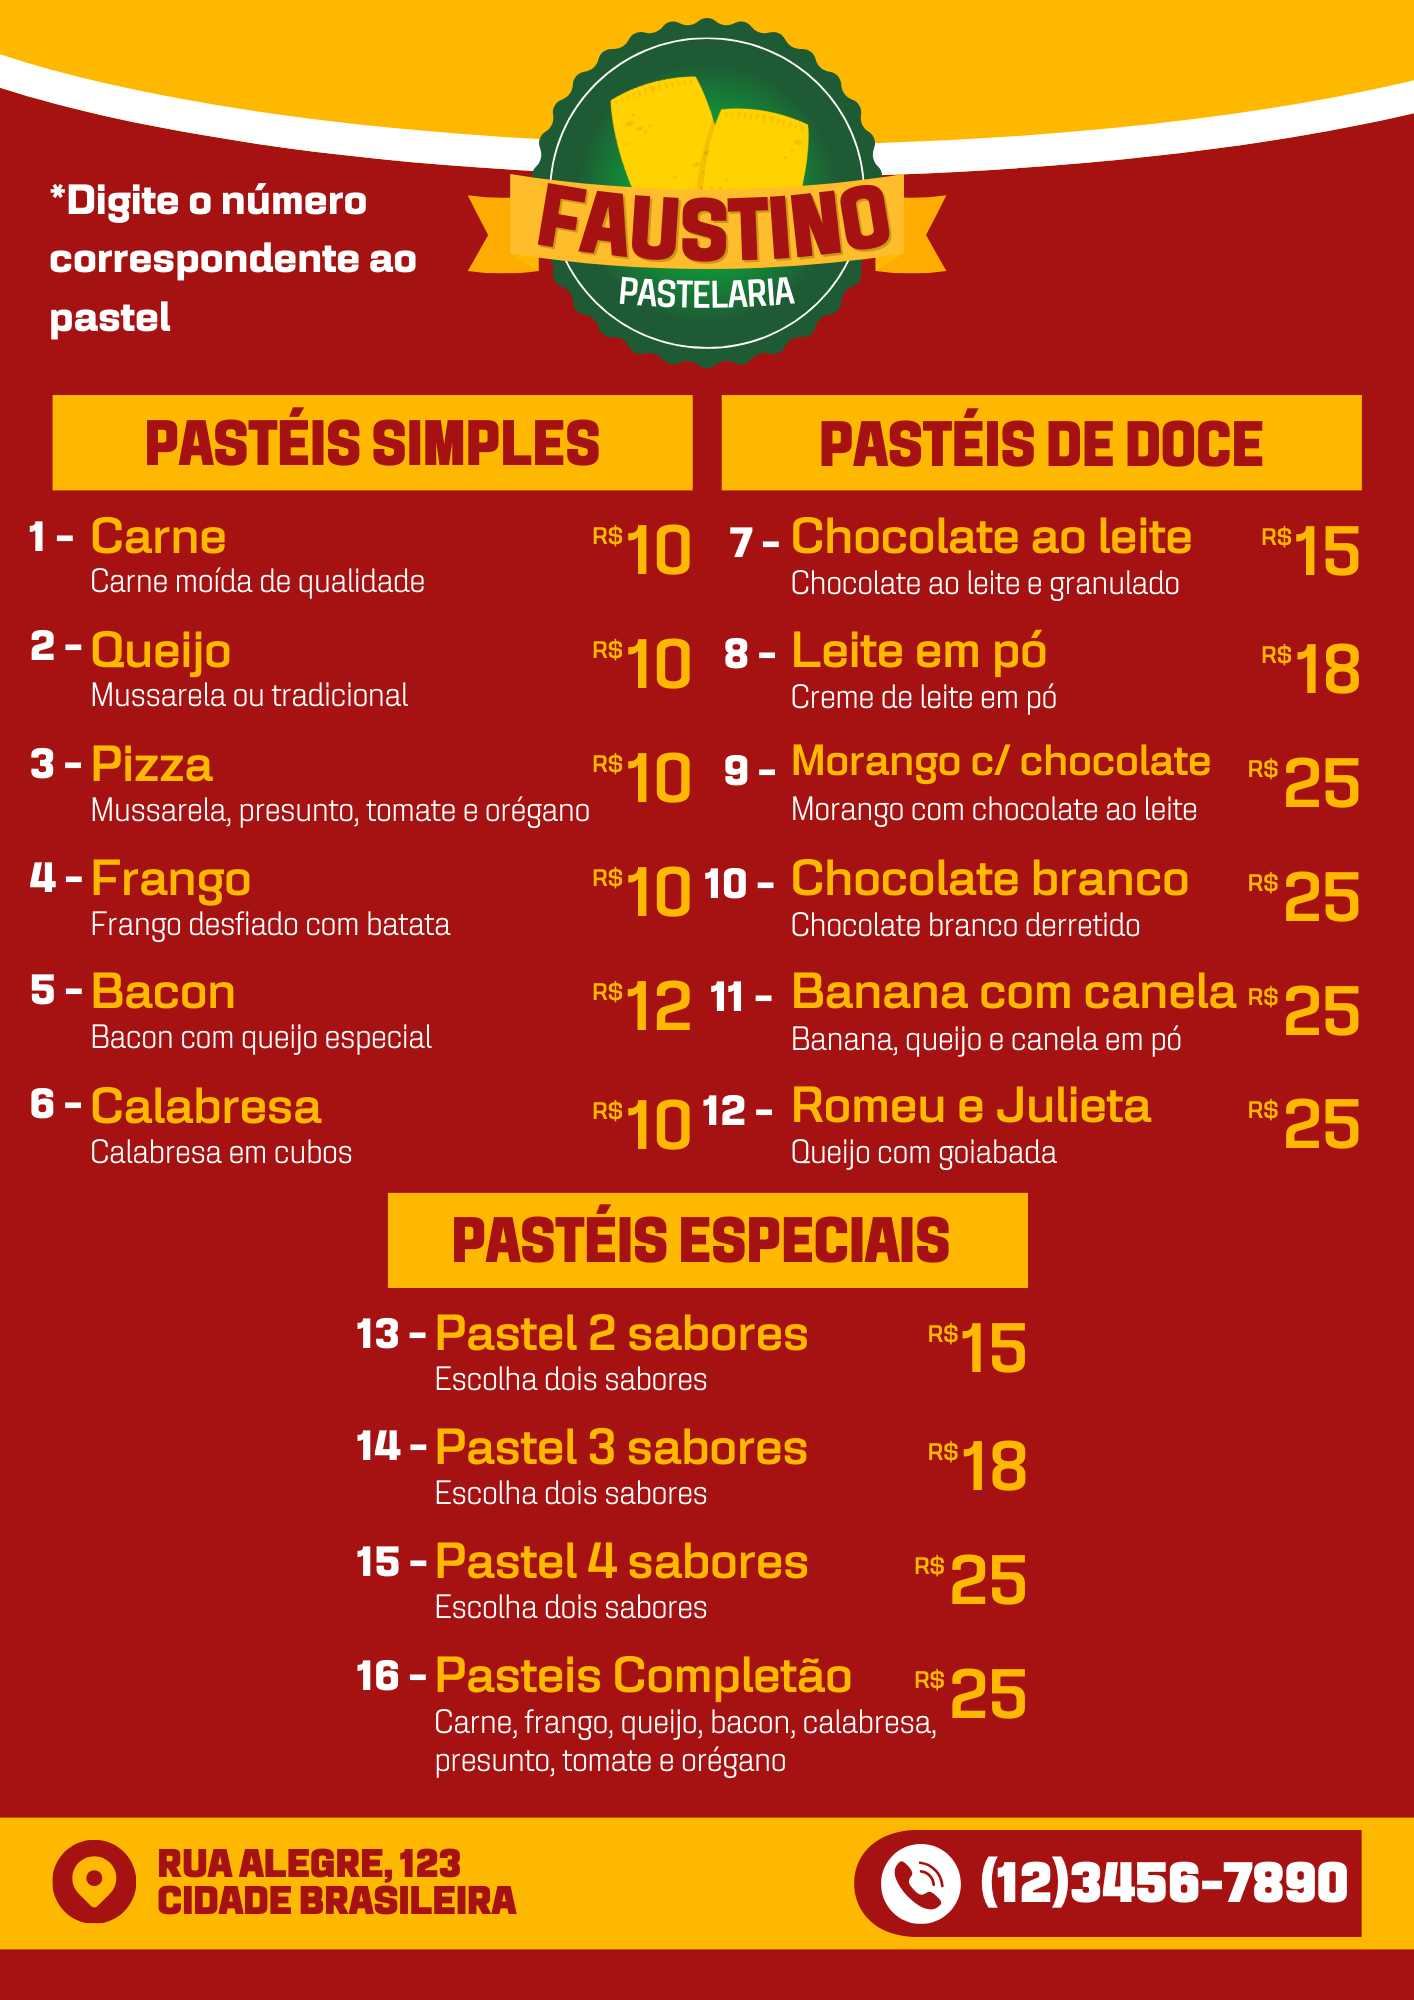 FAUSTINO
PASTELARIA
*Digite o número
correspondente ao
pastel
PASTÉIS SIMPLES
1 - Carne R$10
Carne moída de qualidade
2 - Queijo R$10
Mussarela ou tradicional
3 - Pizza R$10
Mussarela, presunto, tomate e orégano
4 - Frango R$10
Frango desfiado com batata
5 - Bacon R$12
Bacon com queijo especial
6 - Calabresa R$10
Calabresa em cubos
PASTÉIS DE DOCE
7 - Chocolate ao leite R$15
Chocolate ao leite e granulado
8 - Leite em pó R$18
Creme de leite em pó
9 - Morango c/ chocolate R$25
Morango com chocolate ao leite
10 - Chocolate branco R$25
Chocolate branco derretido
11 - Banana com canela R$25
Banana, queijo e canela em pó
12 - Romeu e Julieta R$25
Queijo com goiabada
PASTÉIS ESPECIAIS
13 - Pastel 2 sabores R$15
Escolha dois sabores
14 - Pastel 3 sabores R$18
Escolha dois sabores
15 - Pastel 4 sabores R$25
Escolha dois sabores
16 - Pasteis Completão R$25
Carne, frango, queijo, bacon, calabresa,
presunto, tomate e orégano
RUA ALEGRE, 123
CIDADE BRASILEIRA
(12)3456-7890